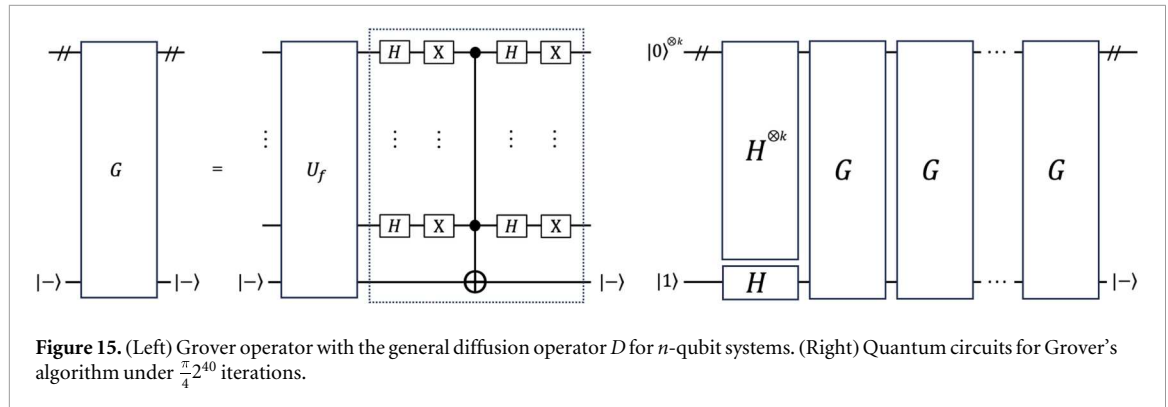 |0⟩^{⊗k}
H X H X
⋮ ⋮ ⋮ ⋮ ⋮
G = U_f
H^{⊗k} G G ⋯ G
H X H X
|−⟩ |−⟩ |−⟩ |−⟩ |1⟩ H ⋯ |−⟩
Figure 15. (Left) Grover operator with the general diffusion operator D for n-qubit systems. (Right) Quantum circuits for Grover's
algorithm under \frac{π}{4}2^{40} iterations.